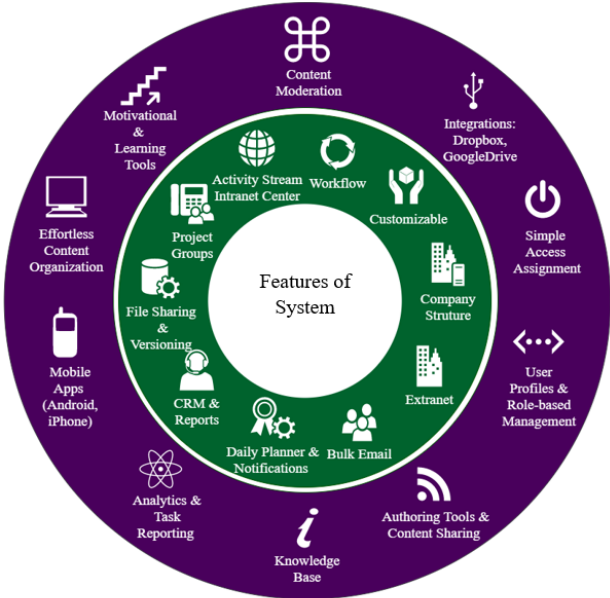 Content
Moderation
Integrations:
Dropbox,
GoogleDrive
Simple
Access
Assignment
User
Profiles &
Role-based
Management
Authoring Tools &
Content Sharing
Knowledge
Base
Analytics &
Task
Reporting
Mobile
Apps
(Android,
iPhone)
Effortless
Content
Organization
Motivational
&
Learning
Tools
Activity Stream
Intranet Center
Workflow
Customizable
Company
Struture
Extranet
Bulk Email
Daily Planner &
Notifications
CRM &
Reports
File Sharing
&
Versioning
Project
Groups
Features of
System